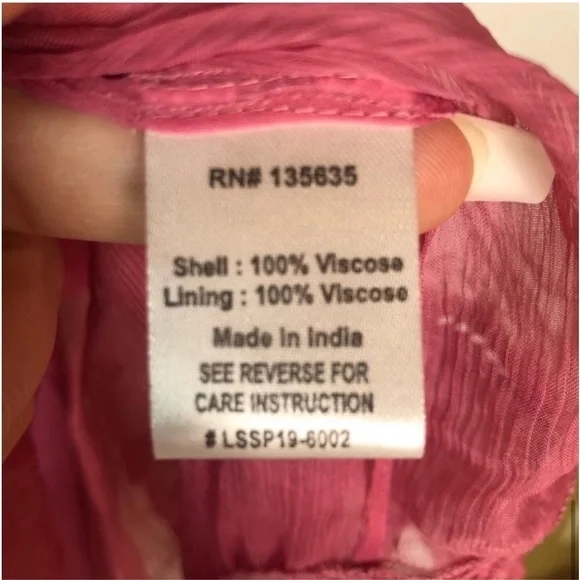 RN# 135635
Shell : 100% Viscose
Lining : 100% Viscose
Made In India
SEE REVERSE FOR
CARE INSTRUCTION
# LSSP19-6002